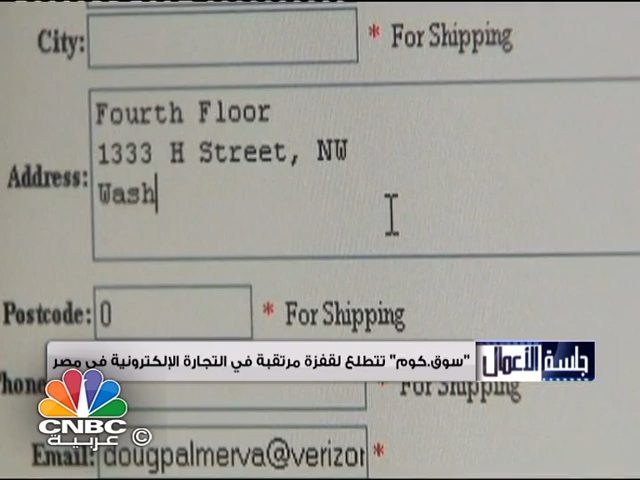 City:
* For Shipping
Fourth Floor
1333 H Street, NW
Wash
Address:
Postcode: 0
* For Shipping
"سوق.كوم" تتطلع لقفزة مرتقبة في التجارة الإلكترونية في مصر
جلسة الأعمال
For Shipping
CNBC
عربية ©
Email: dougpalmerva@verizon *